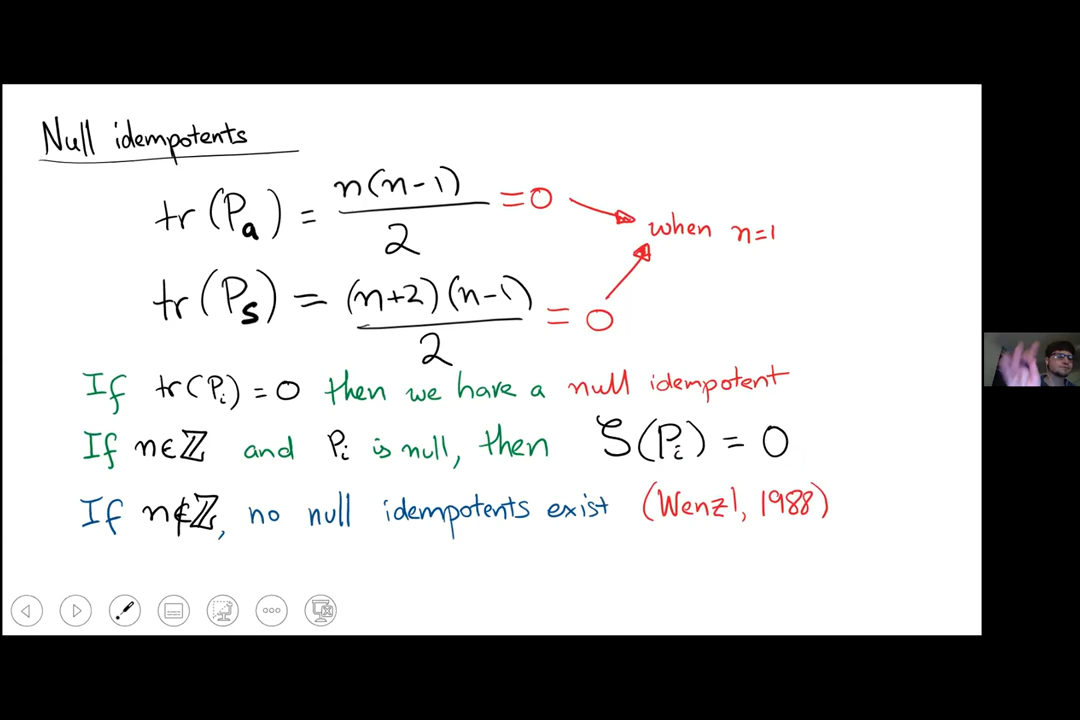 Null idempotents
tr(Pₐ) = n(n-1)/2 = 0
when n=1
tr(Pₛ) = (n+2)(n-1)/2 = 0
If tr(Pᵢ) = 0 then we have a null idempotent
If n∈ℤ and Pᵢ is null, then ζ(Pᵢ) = 0
If n∉ℤ, no null idempotents exist (Wenzl, 1988)